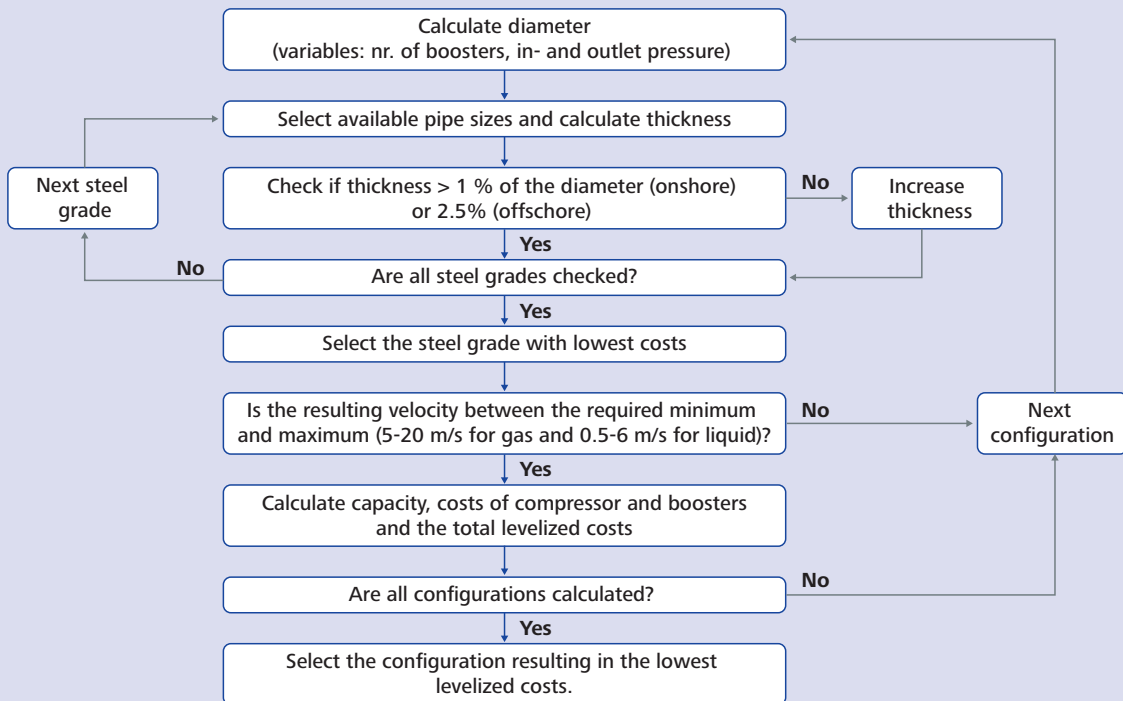 Calculate diameter
(variables: nr. of boosters, in- and outlet pressure)
Select available pipe sizes and calculate thickness
Next steel
grade
Check if thickness > 1 % of the diameter (onshore)
or 2.5% (offschore)
No
Increase
thickness
Yes
No
Are all steel grades checked?
Yes
Select the steel grade with lowest costs
Is the resulting velocity between the required minimum
and maximum (5-20 m/s for gas and 0.5-6 m/s for liquid)?
No
Next
configuration
Yes
Calculate capacity, costs of compressor and boosters
and the total levelized costs
Are all configurations calculated?
No
Yes
Select the configuration resulting in the lowest
levelized costs.